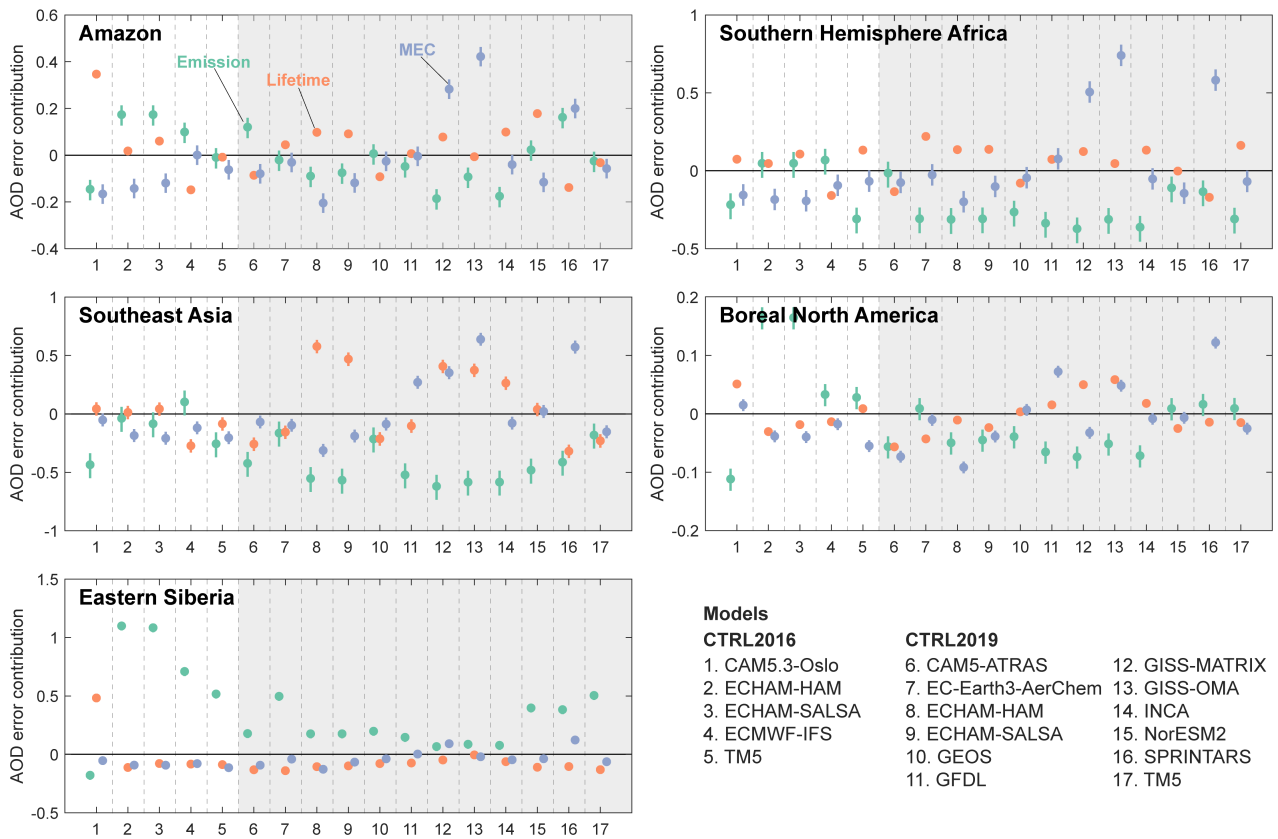 Amazon
Emission
Lifetime
MEC
AOD error contribution
0.6
0.4
0.2
0
-0.2
-0.4
1 2 3 4 5 6 7 8 9 10 11 12 13 14 15 16 17
Southern Hemisphere Africa
AOD error contribution
1
0.5
0
-0.5
1 2 3 4 5 6 7 8 9 10 11 12 13 14 15 16 17
Southeast Asia
AOD error contribution
1
0.5
0
-0.5
-1
1 2 3 4 5 6 7 8 9 10 11 12 13 14 15 16 17
Boreal North America
AOD error contribution
0.2
0.1
0
-0.1
-0.2
1 2 3 4 5 6 7 8 9 10 11 12 13 14 15 16 17
Eastern Siberia
AOD error contribution
1.5
1
0.5
0
-0.5
1 2 3 4 5 6 7 8 9 10 11 12 13 14 15 16 17
Models
CTRL2016
1. CAM5.3-Oslo
2. ECHAM-HAM
3. ECHAM-SALSA
4. ECMWF-IFS
5. TM5
CTRL2019
6. CAM5-ATRAS
7. EC-Earth3-AerChem
8. ECHAM-HAM
9. ECHAM-SALSA
10. GEOS
11. GFDL
12. GISS-MATRIX
13. GISS-OMA
14. INCA
15. NorESM2
16. SPRINTARS
17. TM5